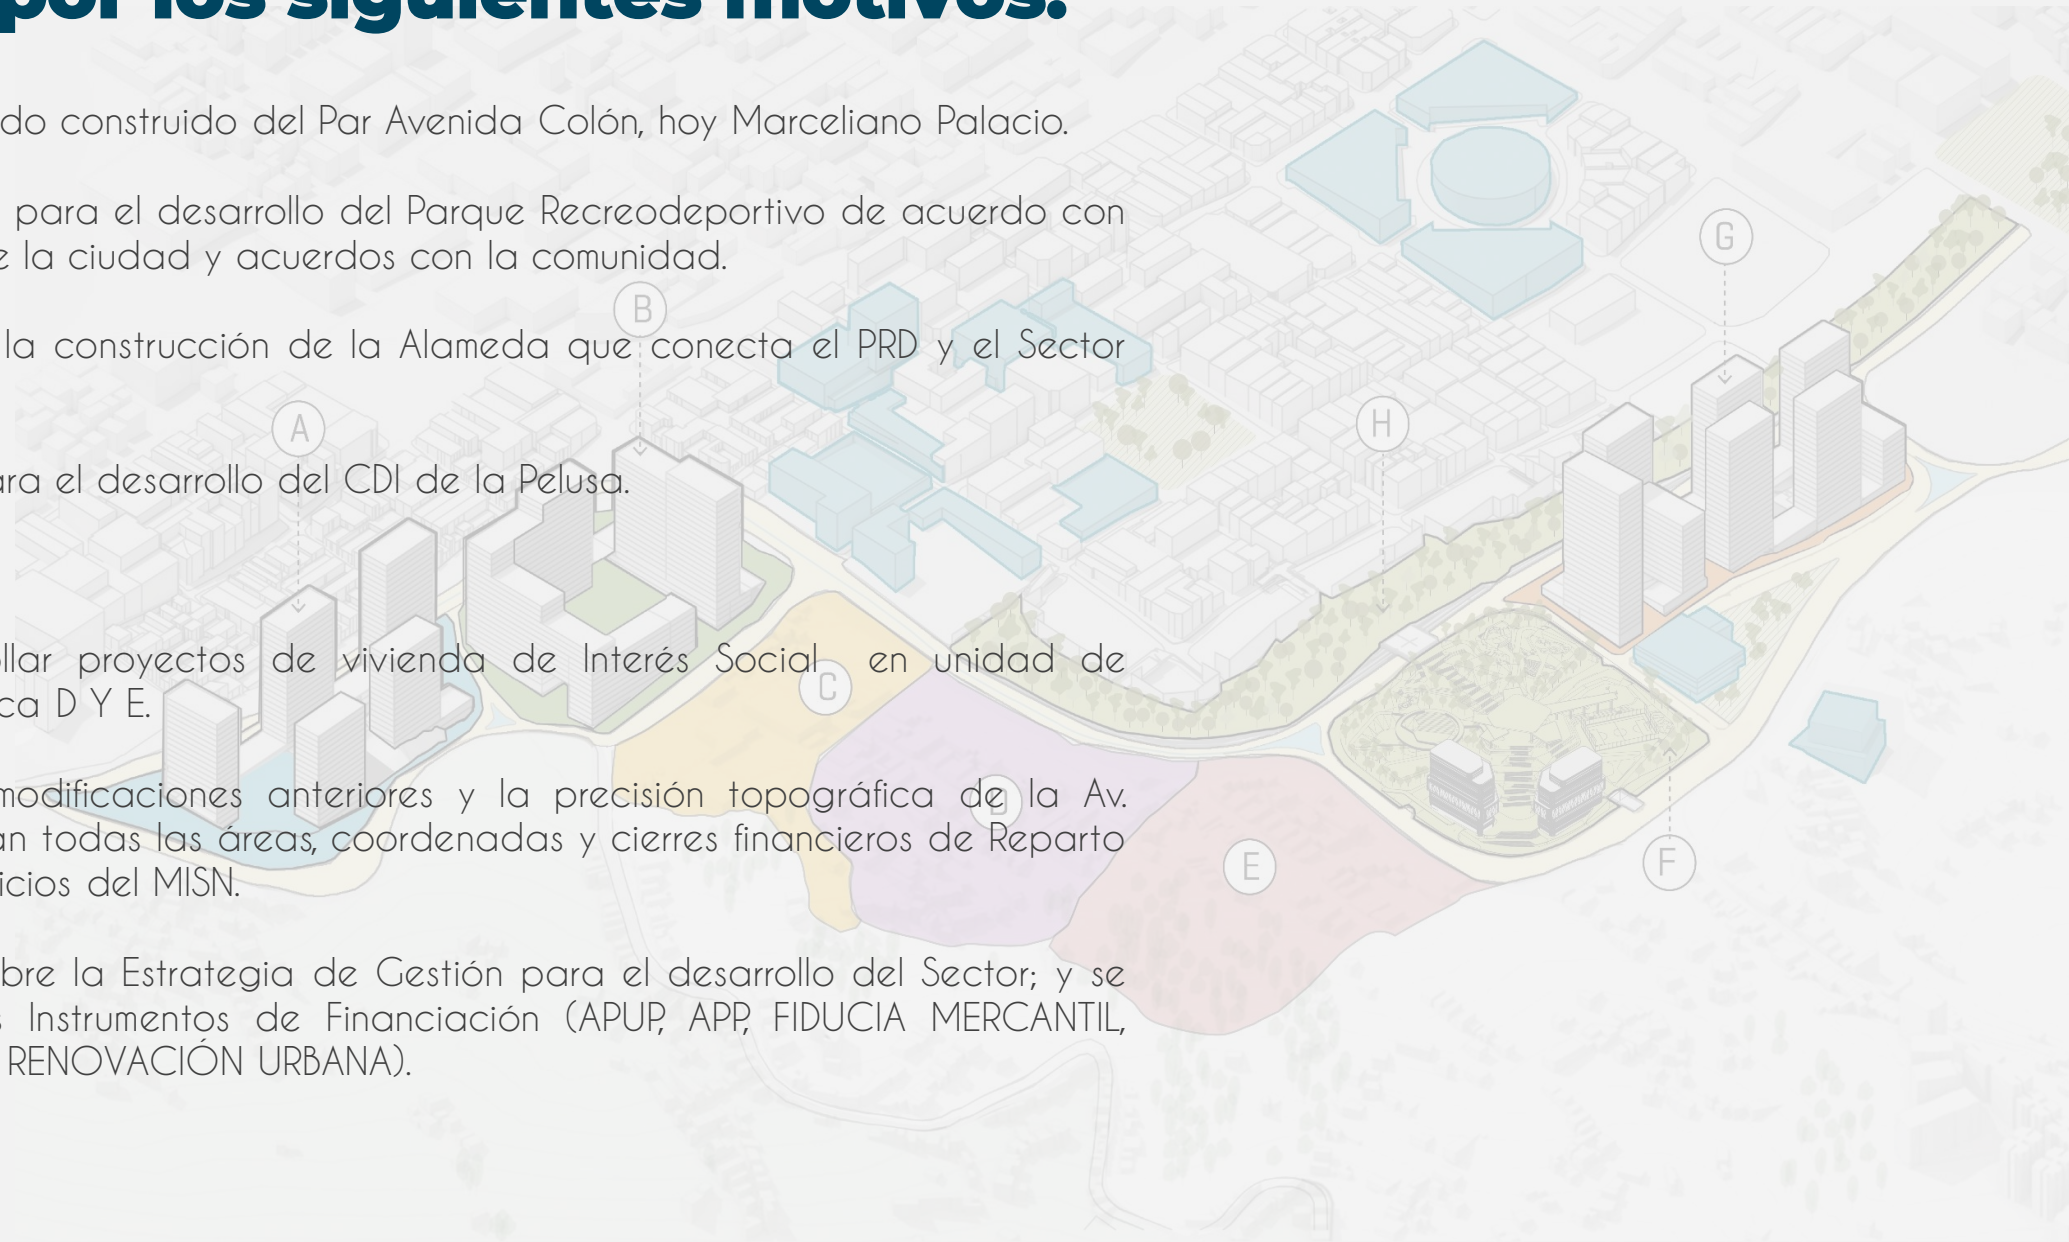 por los siguientes motivos:
do construido del Par Avenida Colón, hoy Marceliano Palacio.
para el desarrollo del Parque Recreodeportivo de acuerdo con
e la ciudad y acuerdos con la comunidad.
la construcción de la Alameda que conecta el PRD y el Sector
ara el desarrollo del CDI de la Pelusa.
ollar proyectos de vivienda de Interés Social en unidad de
ca D Y E.
modificaciones anteriores y la precisión topográfica de la Av.
an todas las áreas, coordenadas y cierres financieros de Reparto
icios del MISN.
bre la Estrategia de Gestión para el desarrollo del Sector; y se
s Instrumentos de Financiación (APUP, APP, FIDUCIA MERCANTIL,
RENOVACIÓN URBANA).
A
B
C
D
E
F
G
H